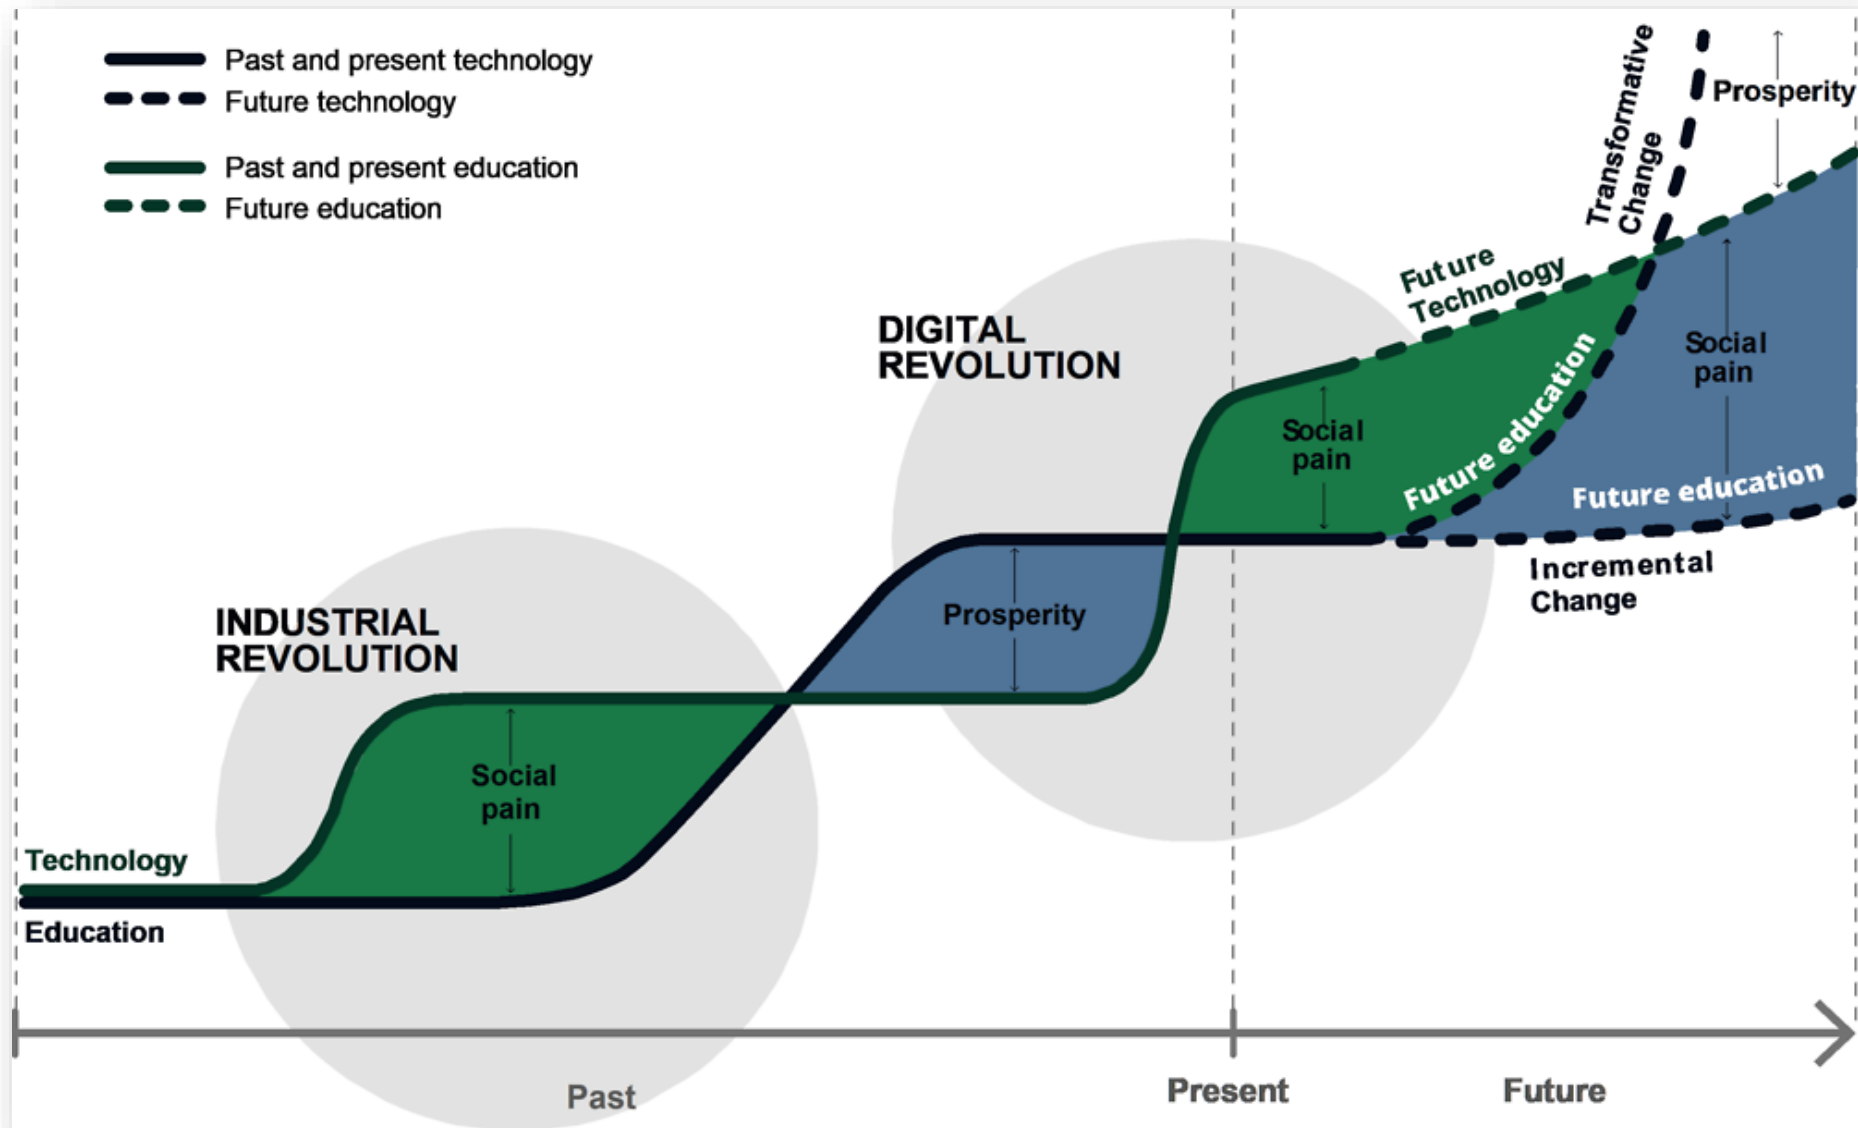 Past and present technology
Future technology
Past and present education
Future education
Transformative
Change
Prosperity
Future
Technology
DIGITAL
REVOLUTION
Social
pain
Future education
Social
pain
Future education
Incremental
Change
Prosperity
INDUSTRIAL
REVOLUTION
Social
pain
Technology
Education
Past
Present
Future